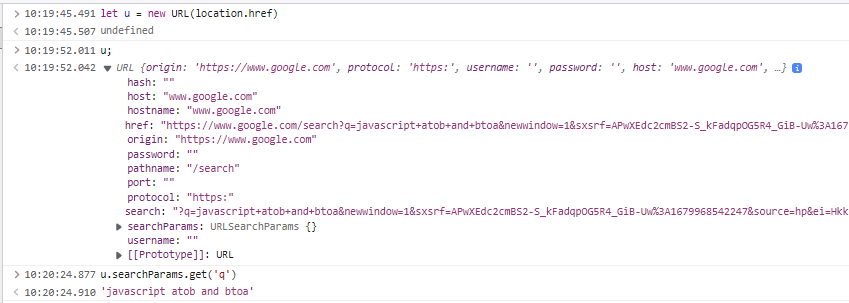 > 10:19:45.491 let u = new URL(location.href)
< 10:19:45.507 undefined
> 10:19:52.011 u;
< 10:19:52.042 ▼ URL {origin: 'https://www.google.com', protocol: 'https:', username: '', password: '', host: 'www.google.com', …} i
hash: ""
host: "www.google.com"
hostname: "www.google.com"
href: "https://www.google.com/search?q=javascript+atob+and+btoa&newwindow=1&sxsrf=APwXEdc2cmBS2-S_kFadqpOG5R4_GiB-Uw%3A167
origin: "https://www.google.com"
password: ""
pathname: "/search"
port: ""
protocol: "https:"
search: "?q=javascript+atob+and+btoa&newwindow=1&sxsrf=APwXEdc2cmBS2-S_kFadqpOG5R4_GiB-Uw%3A1679968542247&source=hp&ei=Hkk
▶ searchParams: URLSearchParams {}
username: ""
▶ [[Prototype]]: URL
> 10:20:24.877 u.searchParams.get('q')
< 10:20:24.910 'javascript atob and btoa'